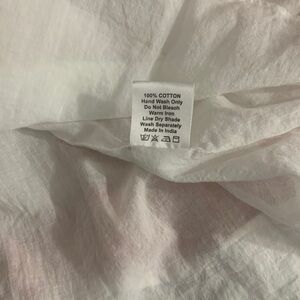 100% COTTON
Hand Wash Only
Do Not Bleach
Warm Iron
Line Dry Shade
Wash Separately
Made In India